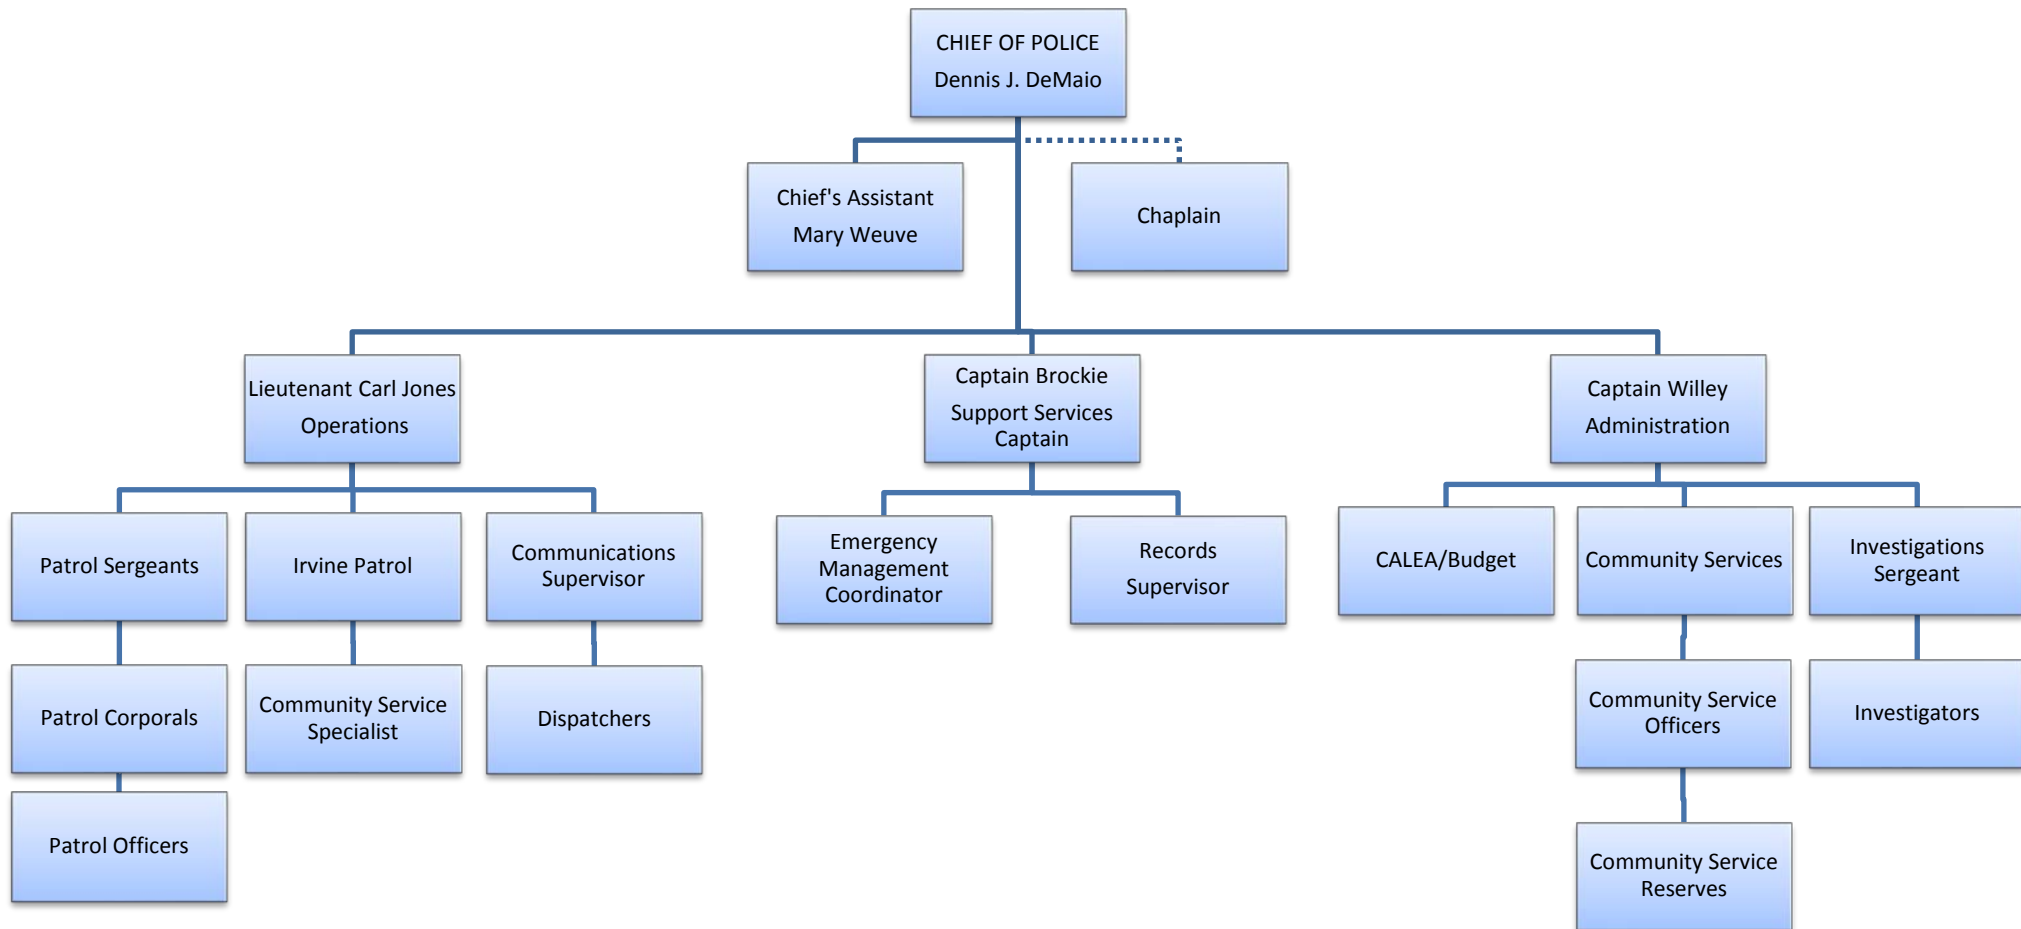 CHIEF OF POLICE
Dennis J. DeMaio
Chief's Assistant
Mary Weuve
Chaplain
Lieutenant Carl Jones
Operations
Captain Brockie
Support Services
Captain
Captain Willey
Administration
Patrol Sergeants
Irvine Patrol
Communications
Supervisor
Emergency
Management
Coordinator
Records
Supervisor
CALEA/Budget
Community Services
Investigations
Sergeant
Patrol Corporals
Community Service
Specialist
Dispatchers
Community Service
Officers
Investigators
Patrol Officers
Community Service
Reserves